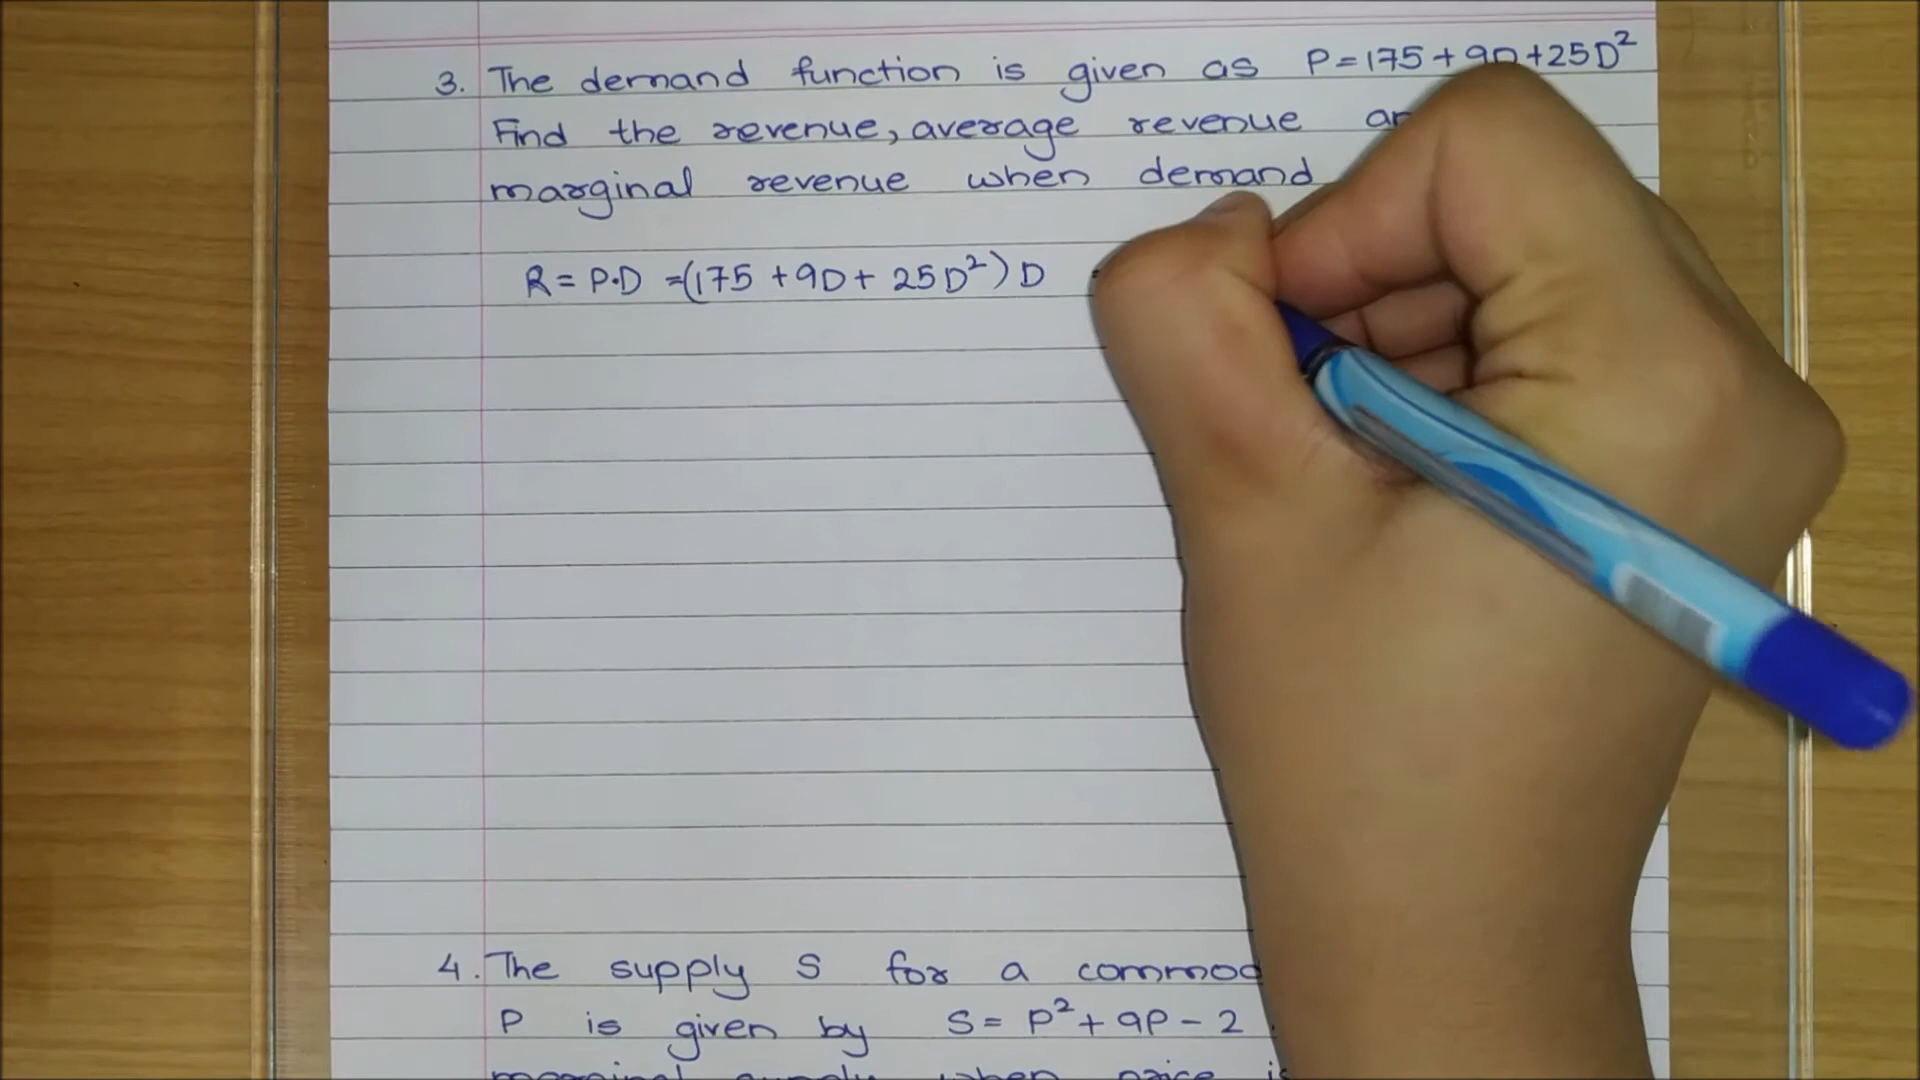 3. The demand function is given as P=175+9D+25D²
Find the revenue, average revenue
marginal revenue when demand
R = P·D =(175 +9D+ 25D²) D
4. The supply S for a
P is given by S = P² + 9P - 2